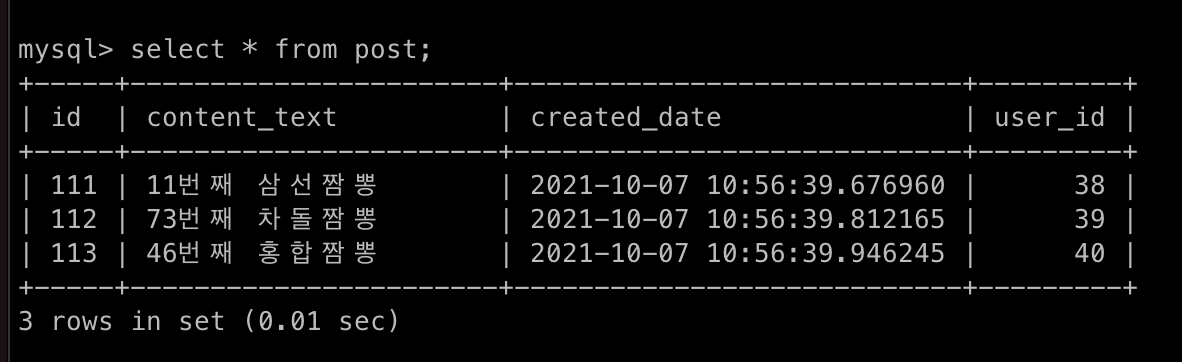 mysql> select * from post;
+-----+-----------------------+----------------------------+---------+
| id  | content_text          | created_date               | user_id |
+-----+-----------------------+----------------------------+---------+
| 111 | 11번째 삼선짬뽕       | 2021-10-07 10:56:39.676960 |      38 |
| 112 | 73번째 차돌짬뽕       | 2021-10-07 10:56:39.812165 |      39 |
| 113 | 46번째 홍합짬뽕       | 2021-10-07 10:56:39.946245 |      40 |
+-----+-----------------------+----------------------------+---------+
3 rows in set (0.01 sec)